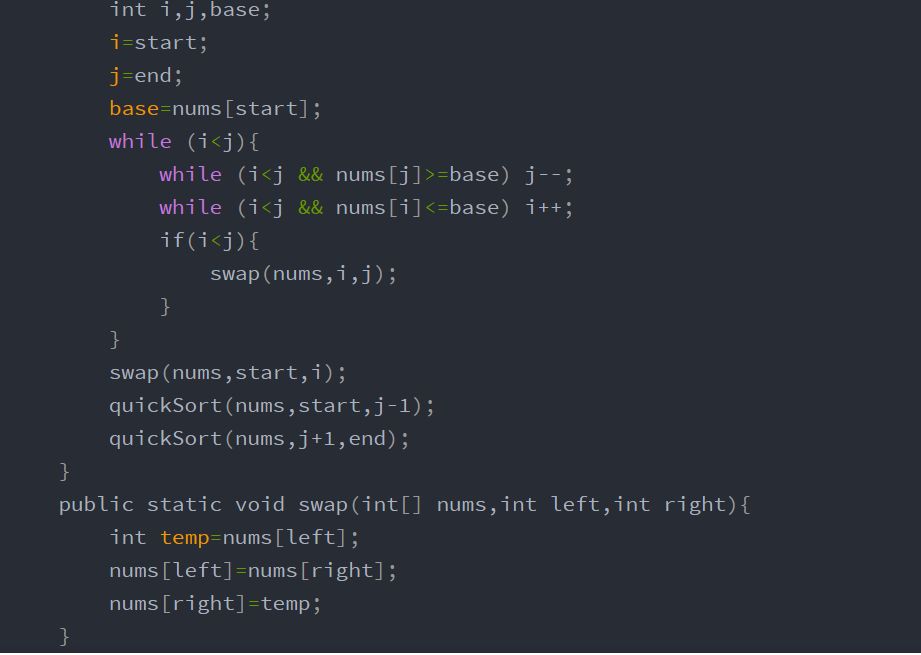 int i,j,base;
i=start;
j=end;
base=nums[start];
while (i<j){
while (i<j && nums[j]>=base) j--;
while (i<j && nums[i]<=base) i++;
if(i<j){
swap(nums,i,j);
}
}
swap(nums,start,i);
quickSort(nums,start,j-1);
quickSort(nums,j+1,end);
}
public static void swap(int[] nums,int left,int right){
int temp=nums[left];
nums[left]=nums[right];
nums[right]=temp;
}